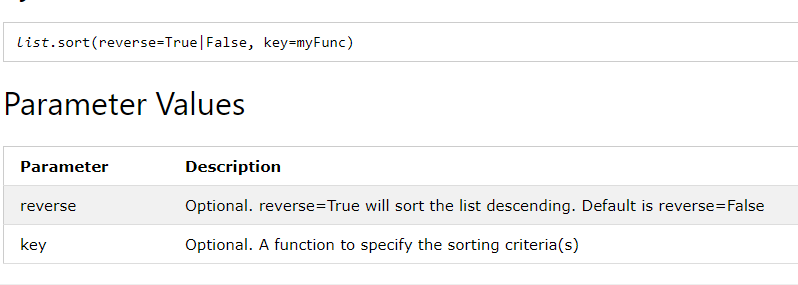 list.sort(reverse=True|False, key=myFunc)
Parameter Values
Parameter Description
reverse Optional. reverse=True will sort the list descending. Default is reverse=False
key Optional. A function to specify the sorting criteria(s)